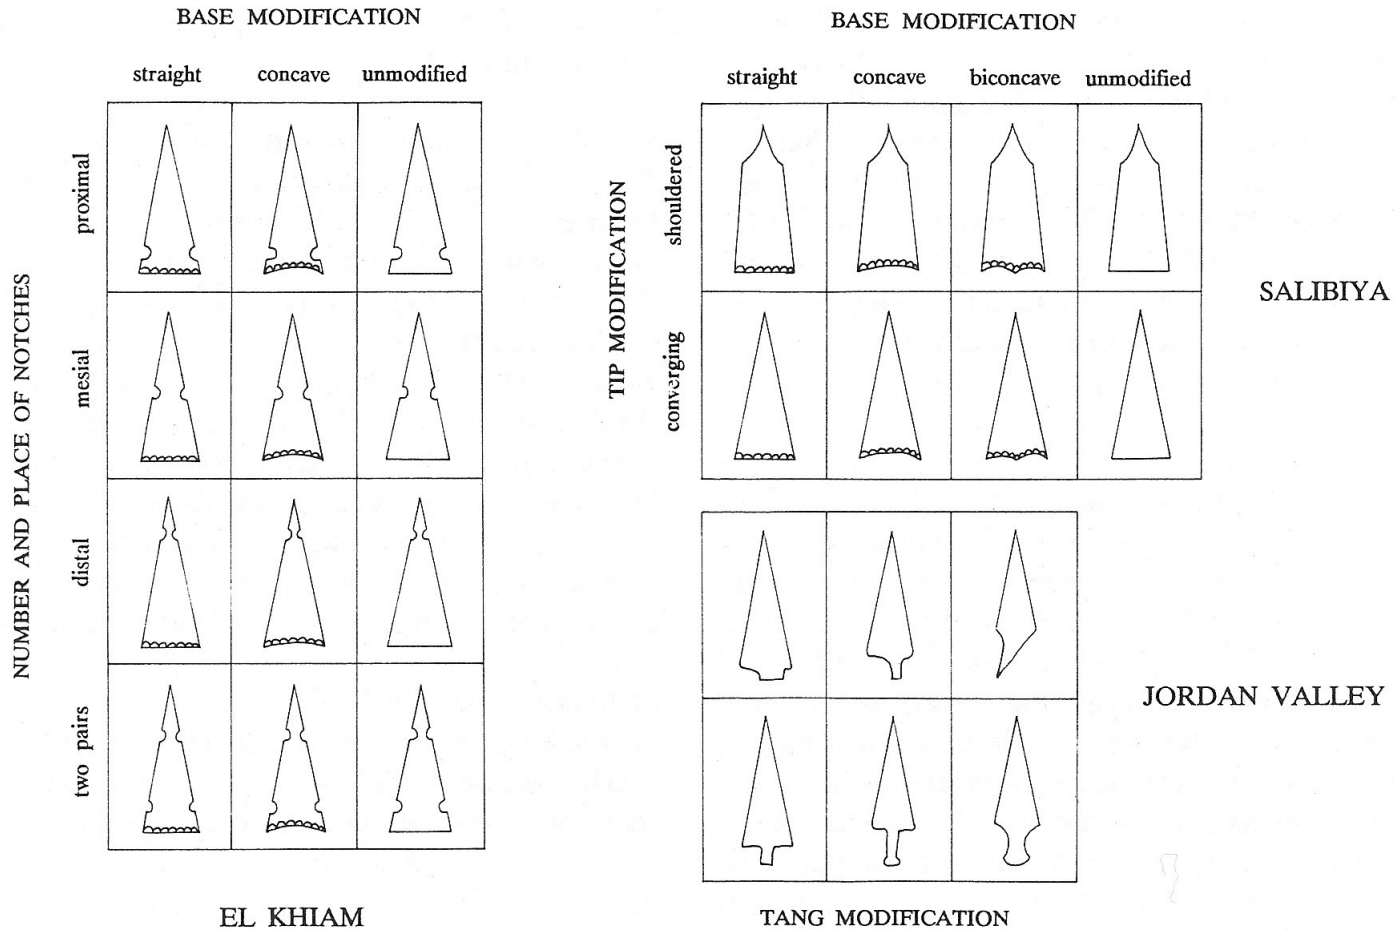 BASE MODIFICATION
straight concave unmodified
NUMBER AND PLACE OF NOTCHES
proximal
mesial
distal
two pairs
EL KHIAM
BASE MODIFICATION
straight concave biconcave unmodified
TIP MODIFICATION
shouldered
converging
SALIBIYA
JORDAN VALLEY
TANG MODIFICATION